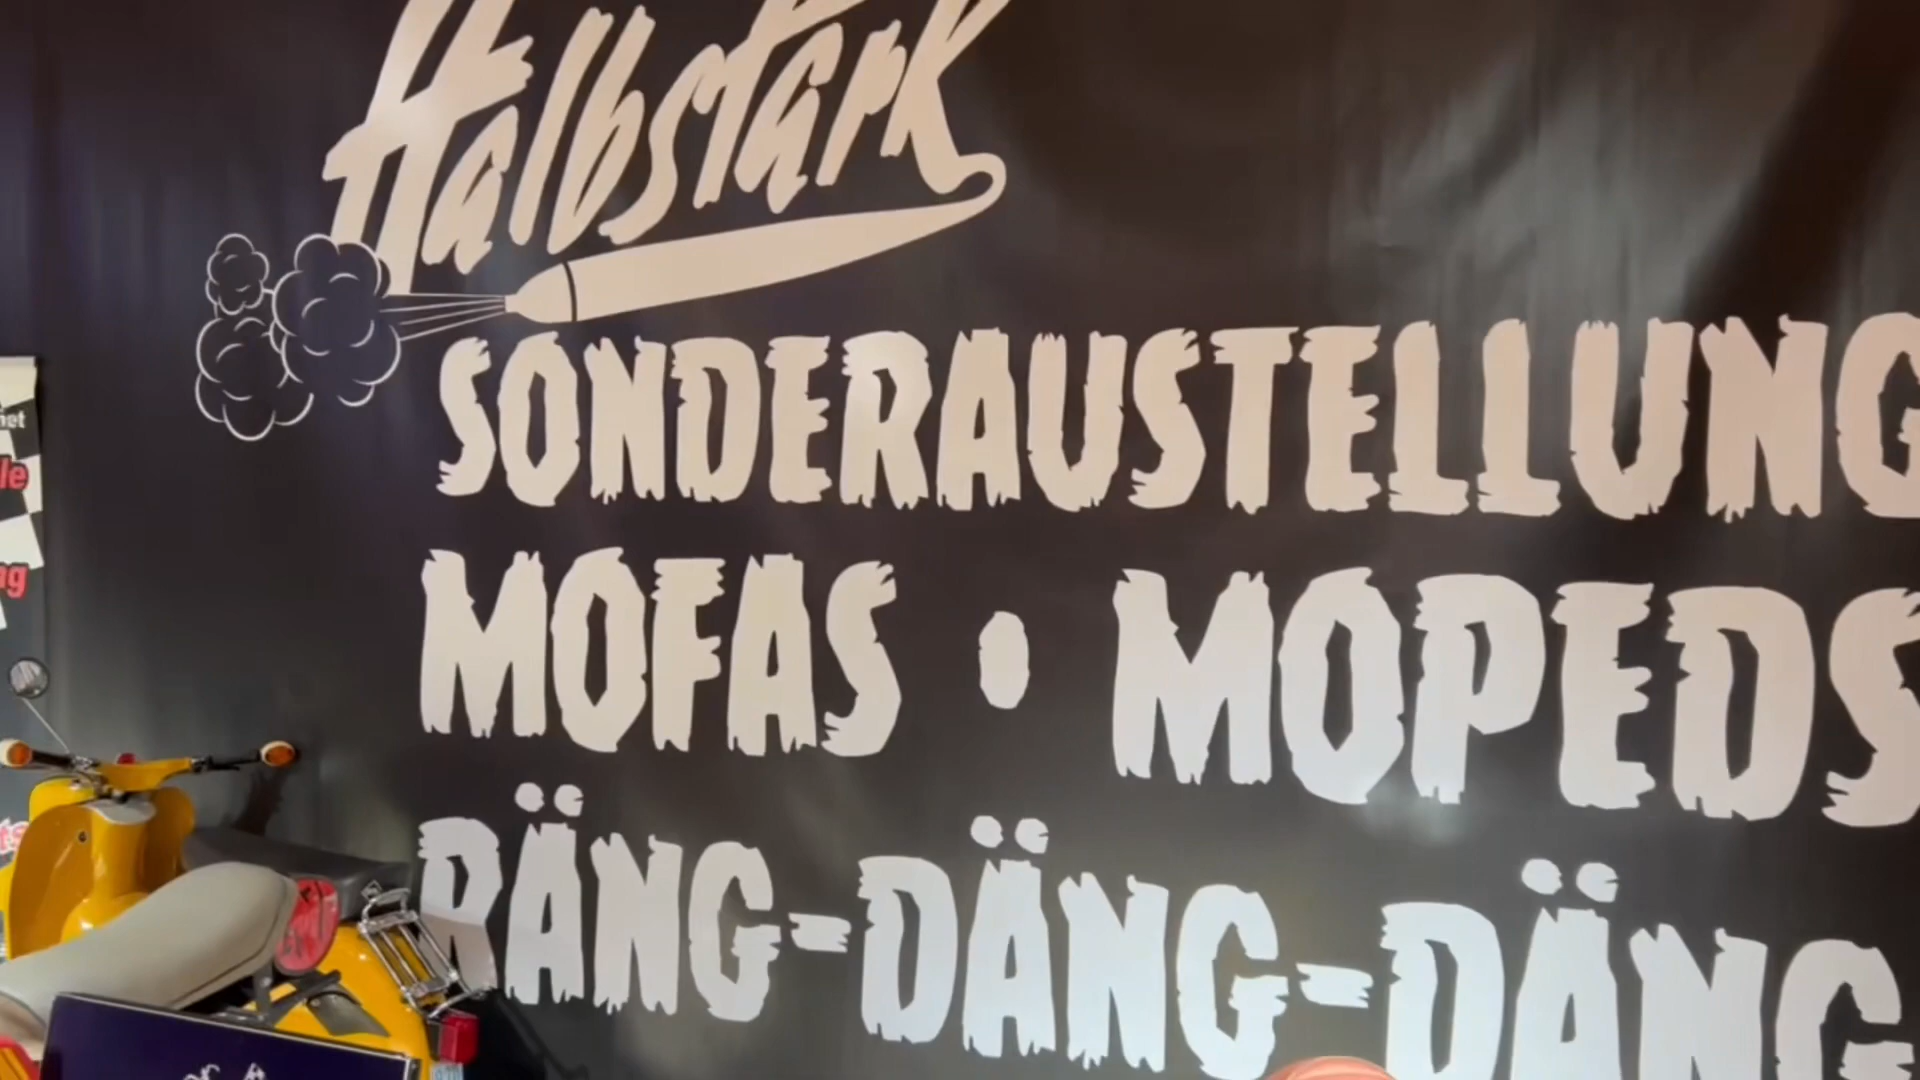 Halbstark
SONDERAUSTELLUNG
MOFAS • MOPEDS
RÄNG-DÄNG-DÄNG